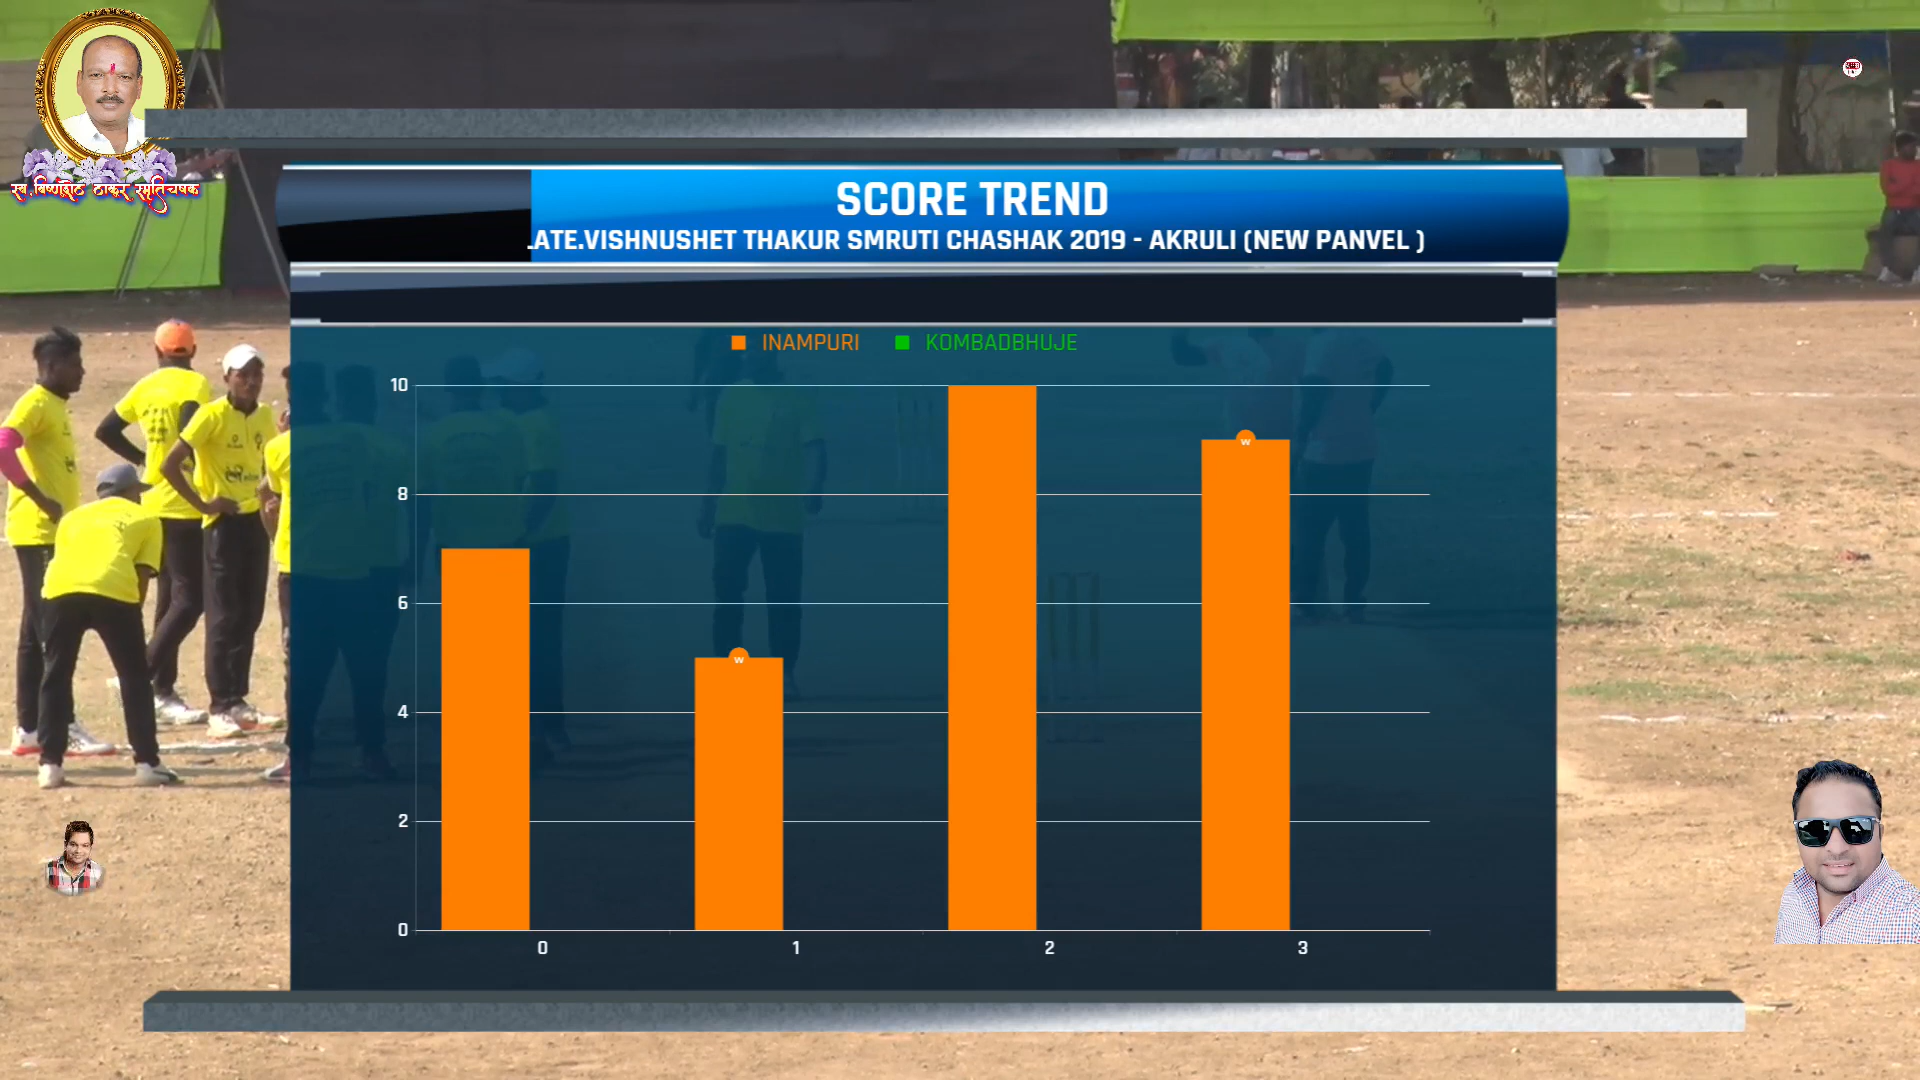 स्व.विष्णुशेठ ठाकूर स्मृतिचषक
SCORE TREND
LATE.VISHNUSHET THAKUR SMRUTI CHASHAK 2019 - AKRULI (NEW PANVEL )
INAMPURI KOMBADBHUJE
10
W
8
6
W
4
2
0
0 1 2 3